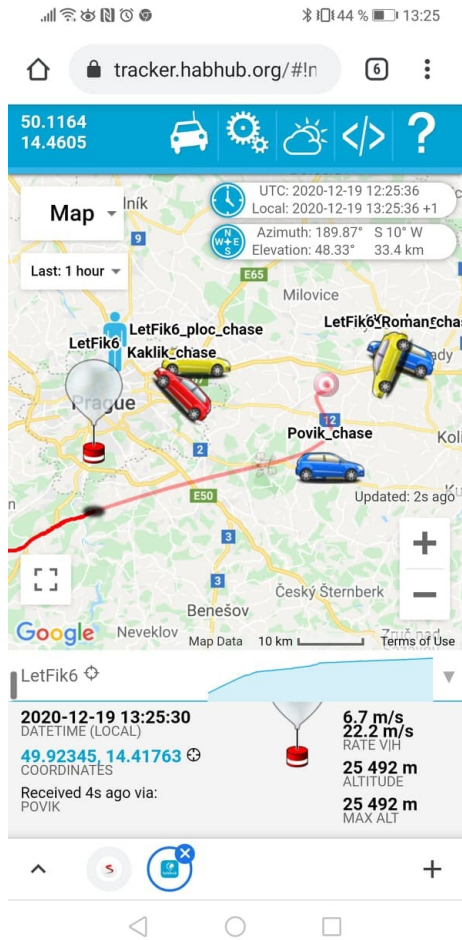 44 % 13:25
tracker.habhub.org/#!n
6
50.1164
14.4605
</>
?
Map
lník
UTC: 2020-12-19 12:25:36
Local: 2020-12-19 13:25:36 +1
9
N
W E
S
Azimuth: 189.87° S 10° W
Elevation: 48.33° 33.4 km
Last: 1 hour
E65
Milovice
LetFik6_ploc_chase
LetFik6
Kaklik_chase
Prague
12
Povik_chase
ady
Kolí
2
E50
Updated: 2s ago
n
3
3
+
Český Šternberk
−
Benešov
Google
Neveklov
Map Data
10 km
Terms of Use
LetFik6
2020-12-19 13:25:30
DATETIME (LOCAL)
49.92345, 14.41763
COORDINATES
Received 4s ago via:
POVIK
6.7 m/s
22.2 m/s
RATE V|H
25 492 m
ALTITUDE
25 492 m
MAX ALT
S
+